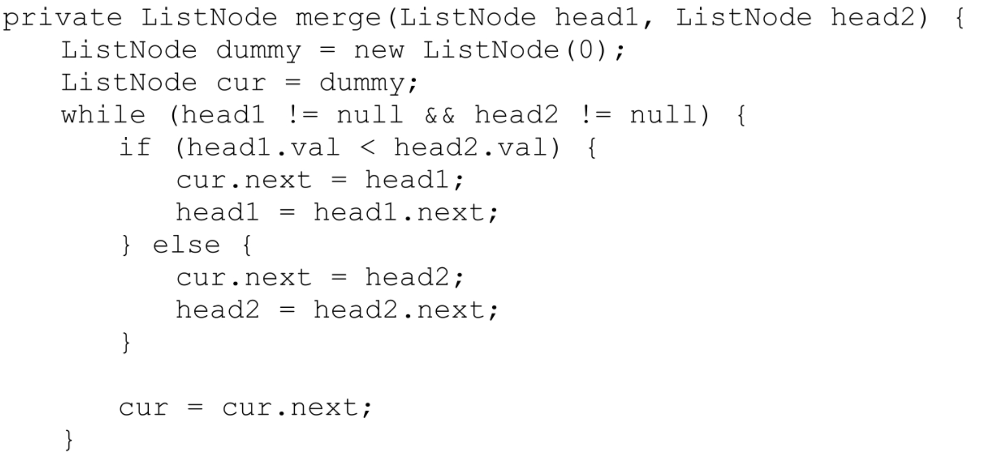 private ListNode merge(ListNode head1, ListNode head2) {
    ListNode dummy = new ListNode(0);
    ListNode cur = dummy;
    while (head1 != null && head2 != null) {
        if (head1.val < head2.val) {
            cur.next = head1;
            head1 = head1.next;
        } else {
            cur.next = head2;
            head2 = head2.next;
        }

        cur = cur.next;
    }